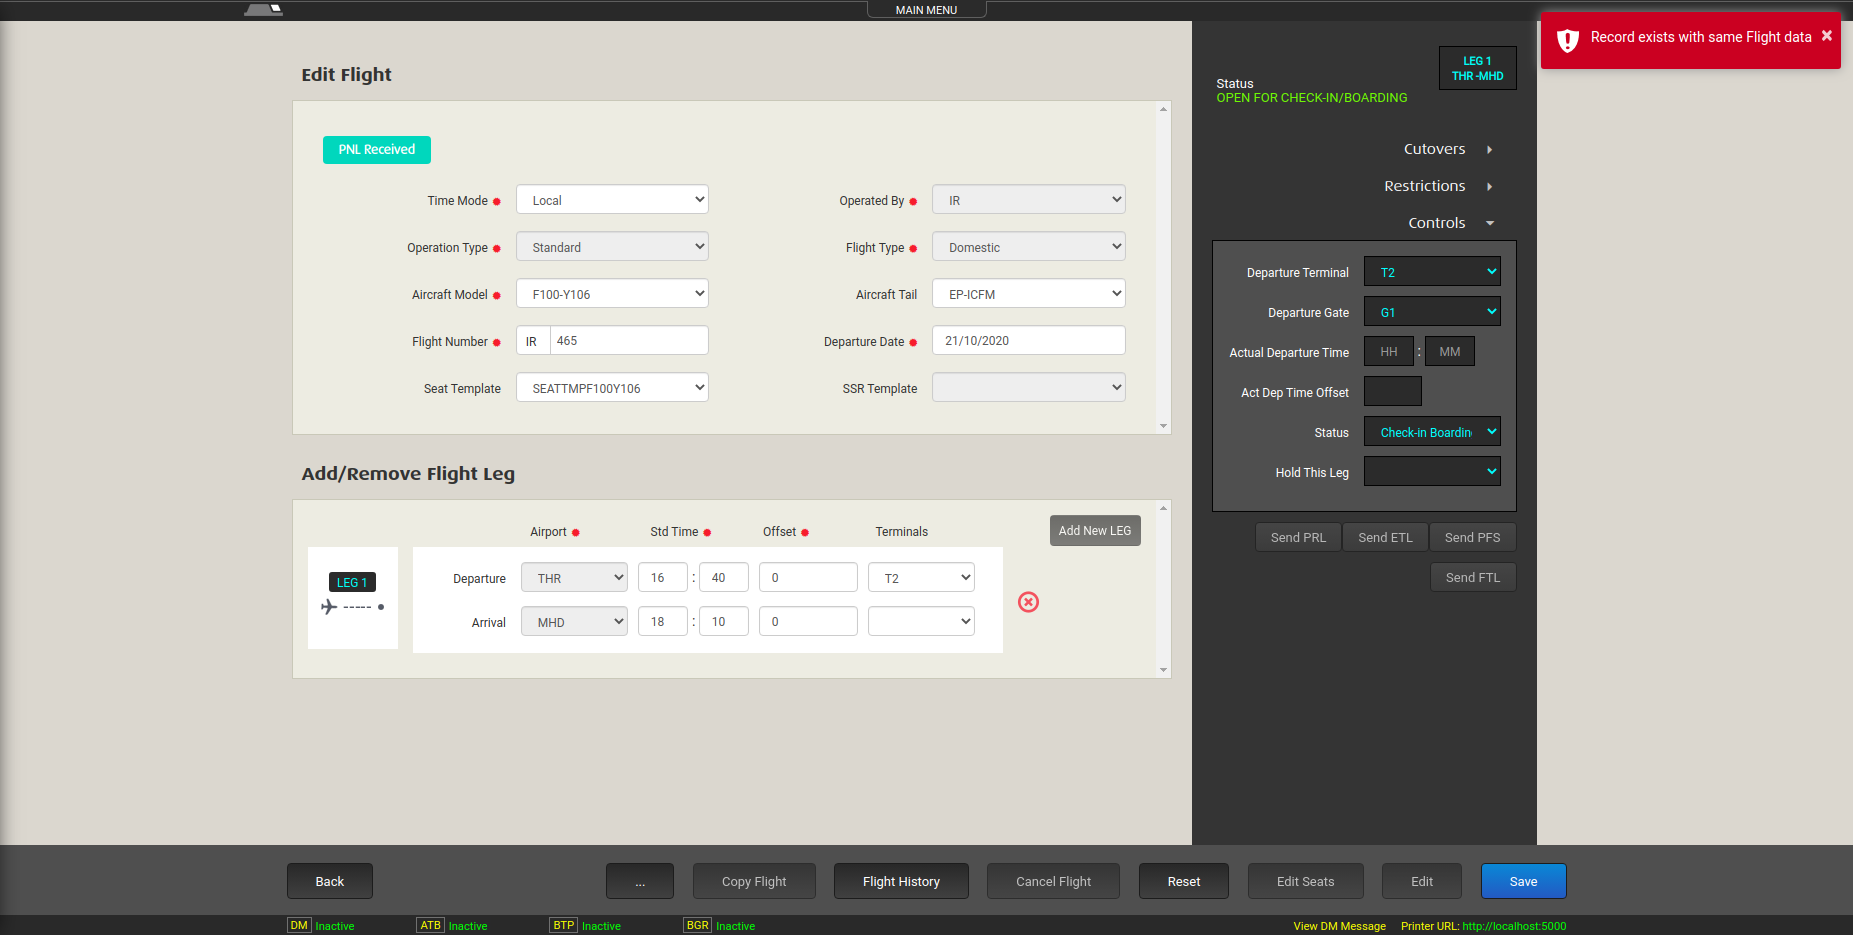 MAIN MENU
Record exists with same Flight data ×
Edit Flight
PNL Received
Time Mode Local
Operated By IR
Operation Type Standard
Flight Type Domestic
Aircraft Model F100-Y106
Aircraft Tail EP-ICFM
Flight Number IR 465
Departure Date 21/10/2020
Seat Template SEATTMPF100Y106
SSR Template
Add/Remove Flight Leg
Airport Std Time Offset Terminals
Add New LEG
LEG 1
Departure THR 16 : 40 0 T2
Arrival MHD 18 : 10 0
LEG 1
THR -MHD
Status
OPEN FOR CHECK-IN/BOARDING
Cutovers
Restrictions
Controls
Departure Terminal T2
Departure Gate G1
Actual Departure Time HH : MM
Act Dep Time Offset
Status Check-in Boardin
Hold This Leg
Send PRL Send ETL Send PFS
Send FTL
Back ... Copy Flight Flight History Cancel Flight Reset Edit Seats Edit Save
DM Inactive ATB Inactive BTP Inactive BGR Inactive View DM Message Printer URL: http://localhost:5000